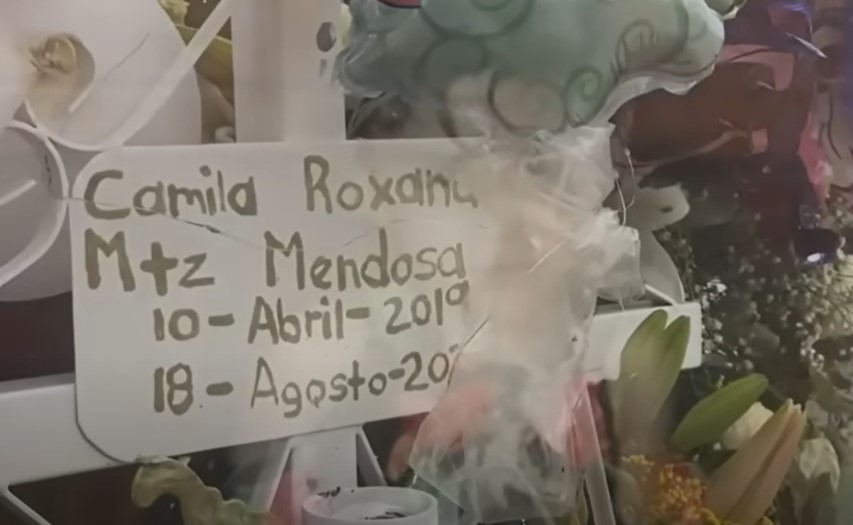 Camila Roxana
Mtz Mendosa
10-Abril-2019
18-Agosto-20